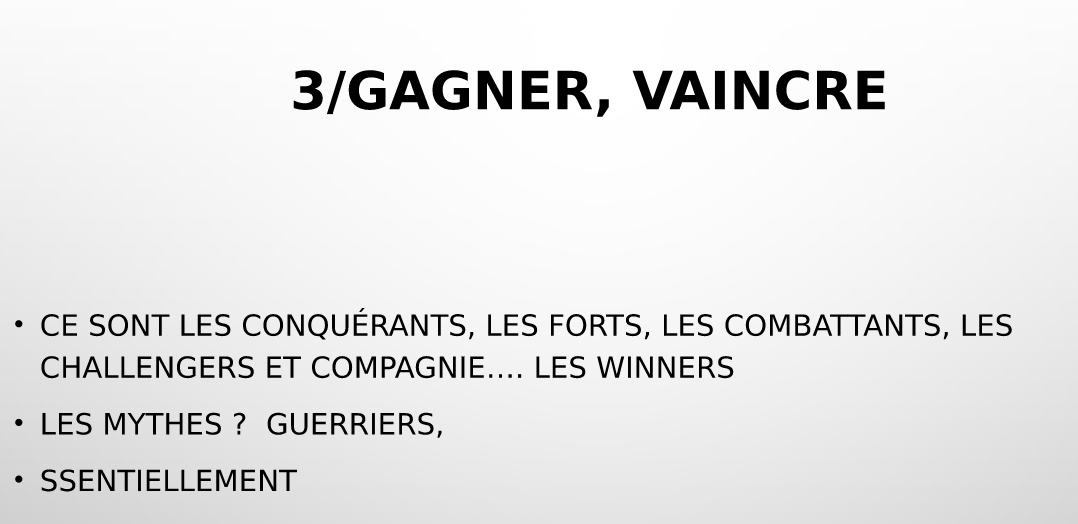 3/GAGNER, VAINCRE
• CE SONT LES CONQUÉRANTS, LES FORTS, LES COMBATTANTS, LES
CHALLENGERS ET COMPAGNIE…. LES WINNERS
• LES MYTHES ?  GUERRIERS,
• SSENTIELLEMENT